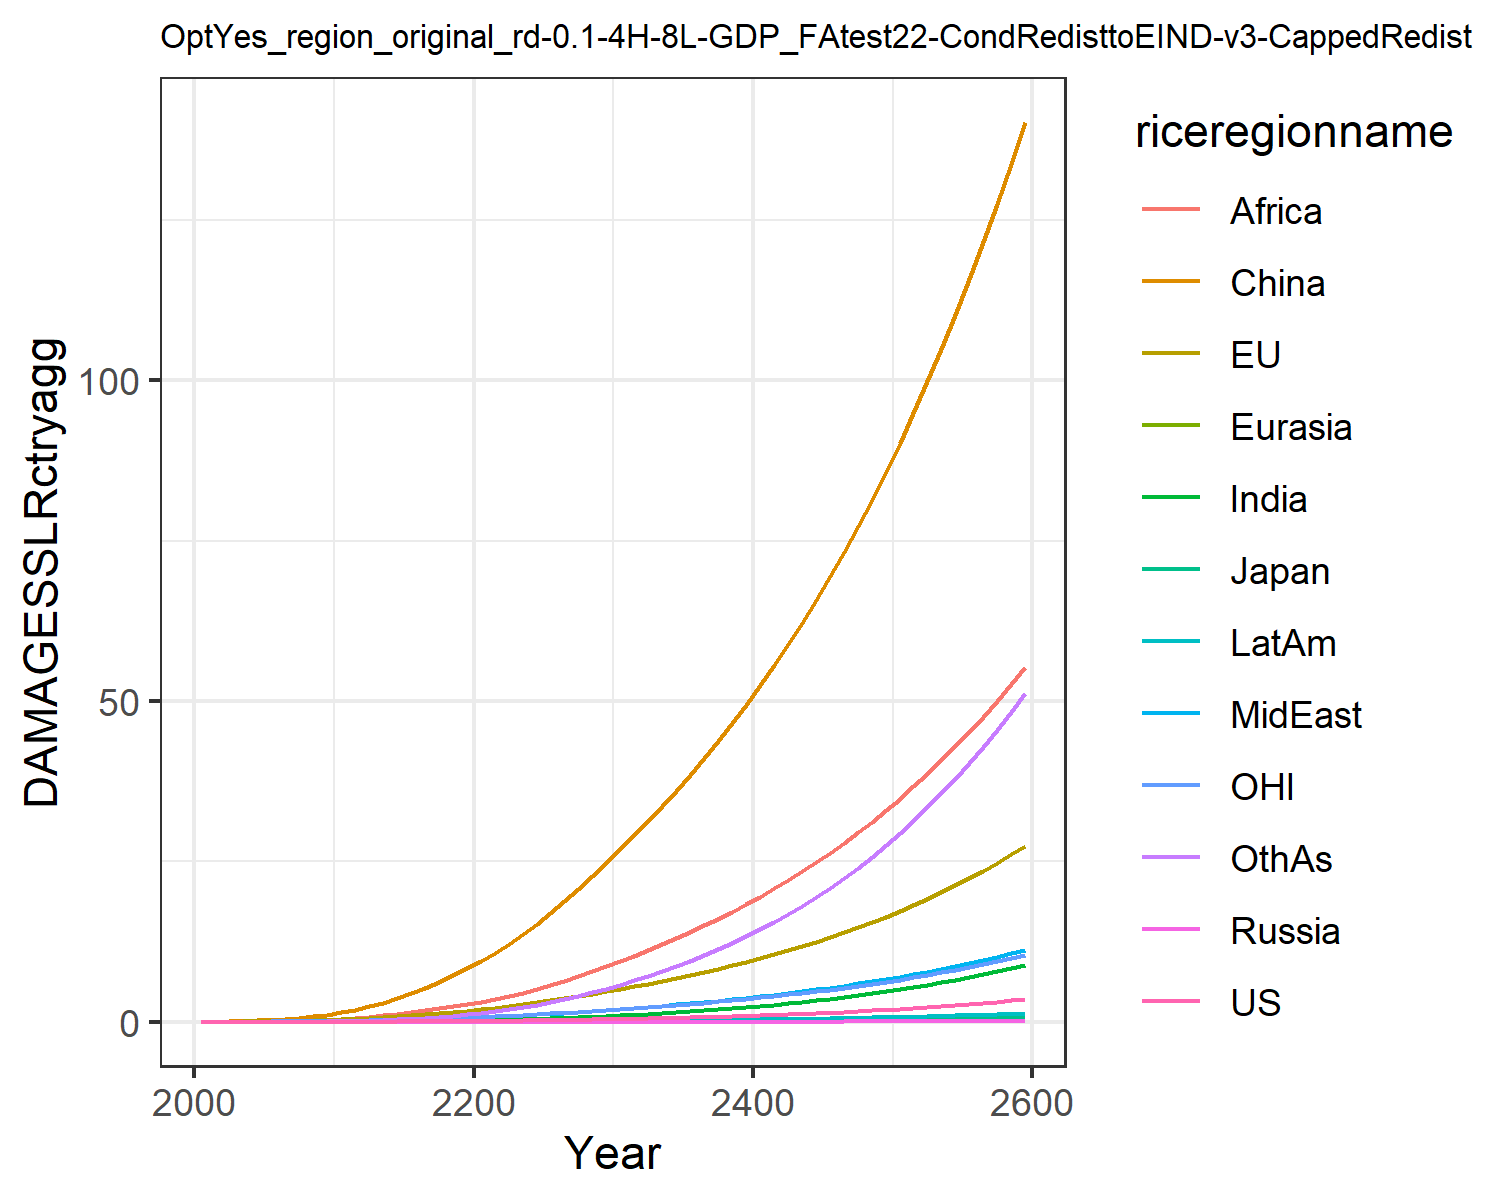 OptYes_region_original_rd-0.1-4H-8L-GDP_FAtest22-CondRedisttoEIND-v3-CappedRedist
DAMAGESSLRctryagg
100
50
0
2000
2200
2400
2600
Year
riceregionname
Africa
China
EU
Eurasia
India
Japan
LatAm
MidEast
OHI
OthAs
Russia
US